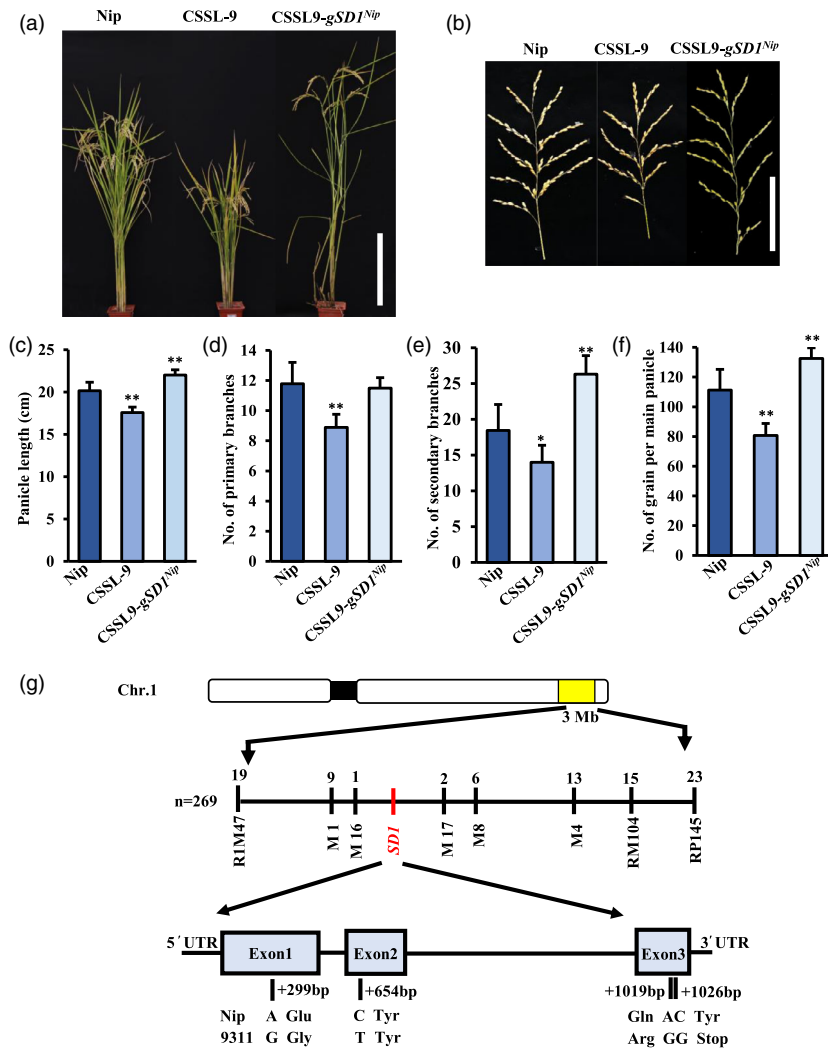 (a)
Nip CSSL-9 CSSL9-gSD1Nip
(b)
Nip CSSL-9 CSSL9-gSD1Nip
(c)
Panicle length (cm)
25
20
15
10
5
0
**
**
Nip
CSSL-9
CSSL9-gSD1Nip
(d)
No. of primary branches
14
12
10
8
6
4
2
0
**
Nip
CSSL-9
CSSL9-gSD1Nip
(e)
No. of secondary branches
30
25
20
15
10
5
0
*
**
Nip
CSSL-9
CSSL9-gSD1Nip
(f)
No. of grain per main panicle
140
120
100
80
60
40
20
0
**
**
Nip
CSSL-9
CSSL9-gSD1Nip
(g)
Chr.1
3 Mb
19 9 1 2 6 13 15 23
n=269
R1M47 M 1 M 16 SD1 M 17 M8 M4 RM104 RP145
5′UTR Exon1 Exon2 Exon3 3′UTR
+299bp +654bp +1019bp +1026bp
Nip A Glu C Tyr Gln AC Tyr
9311 G Gly T Tyr Arg GG Stop